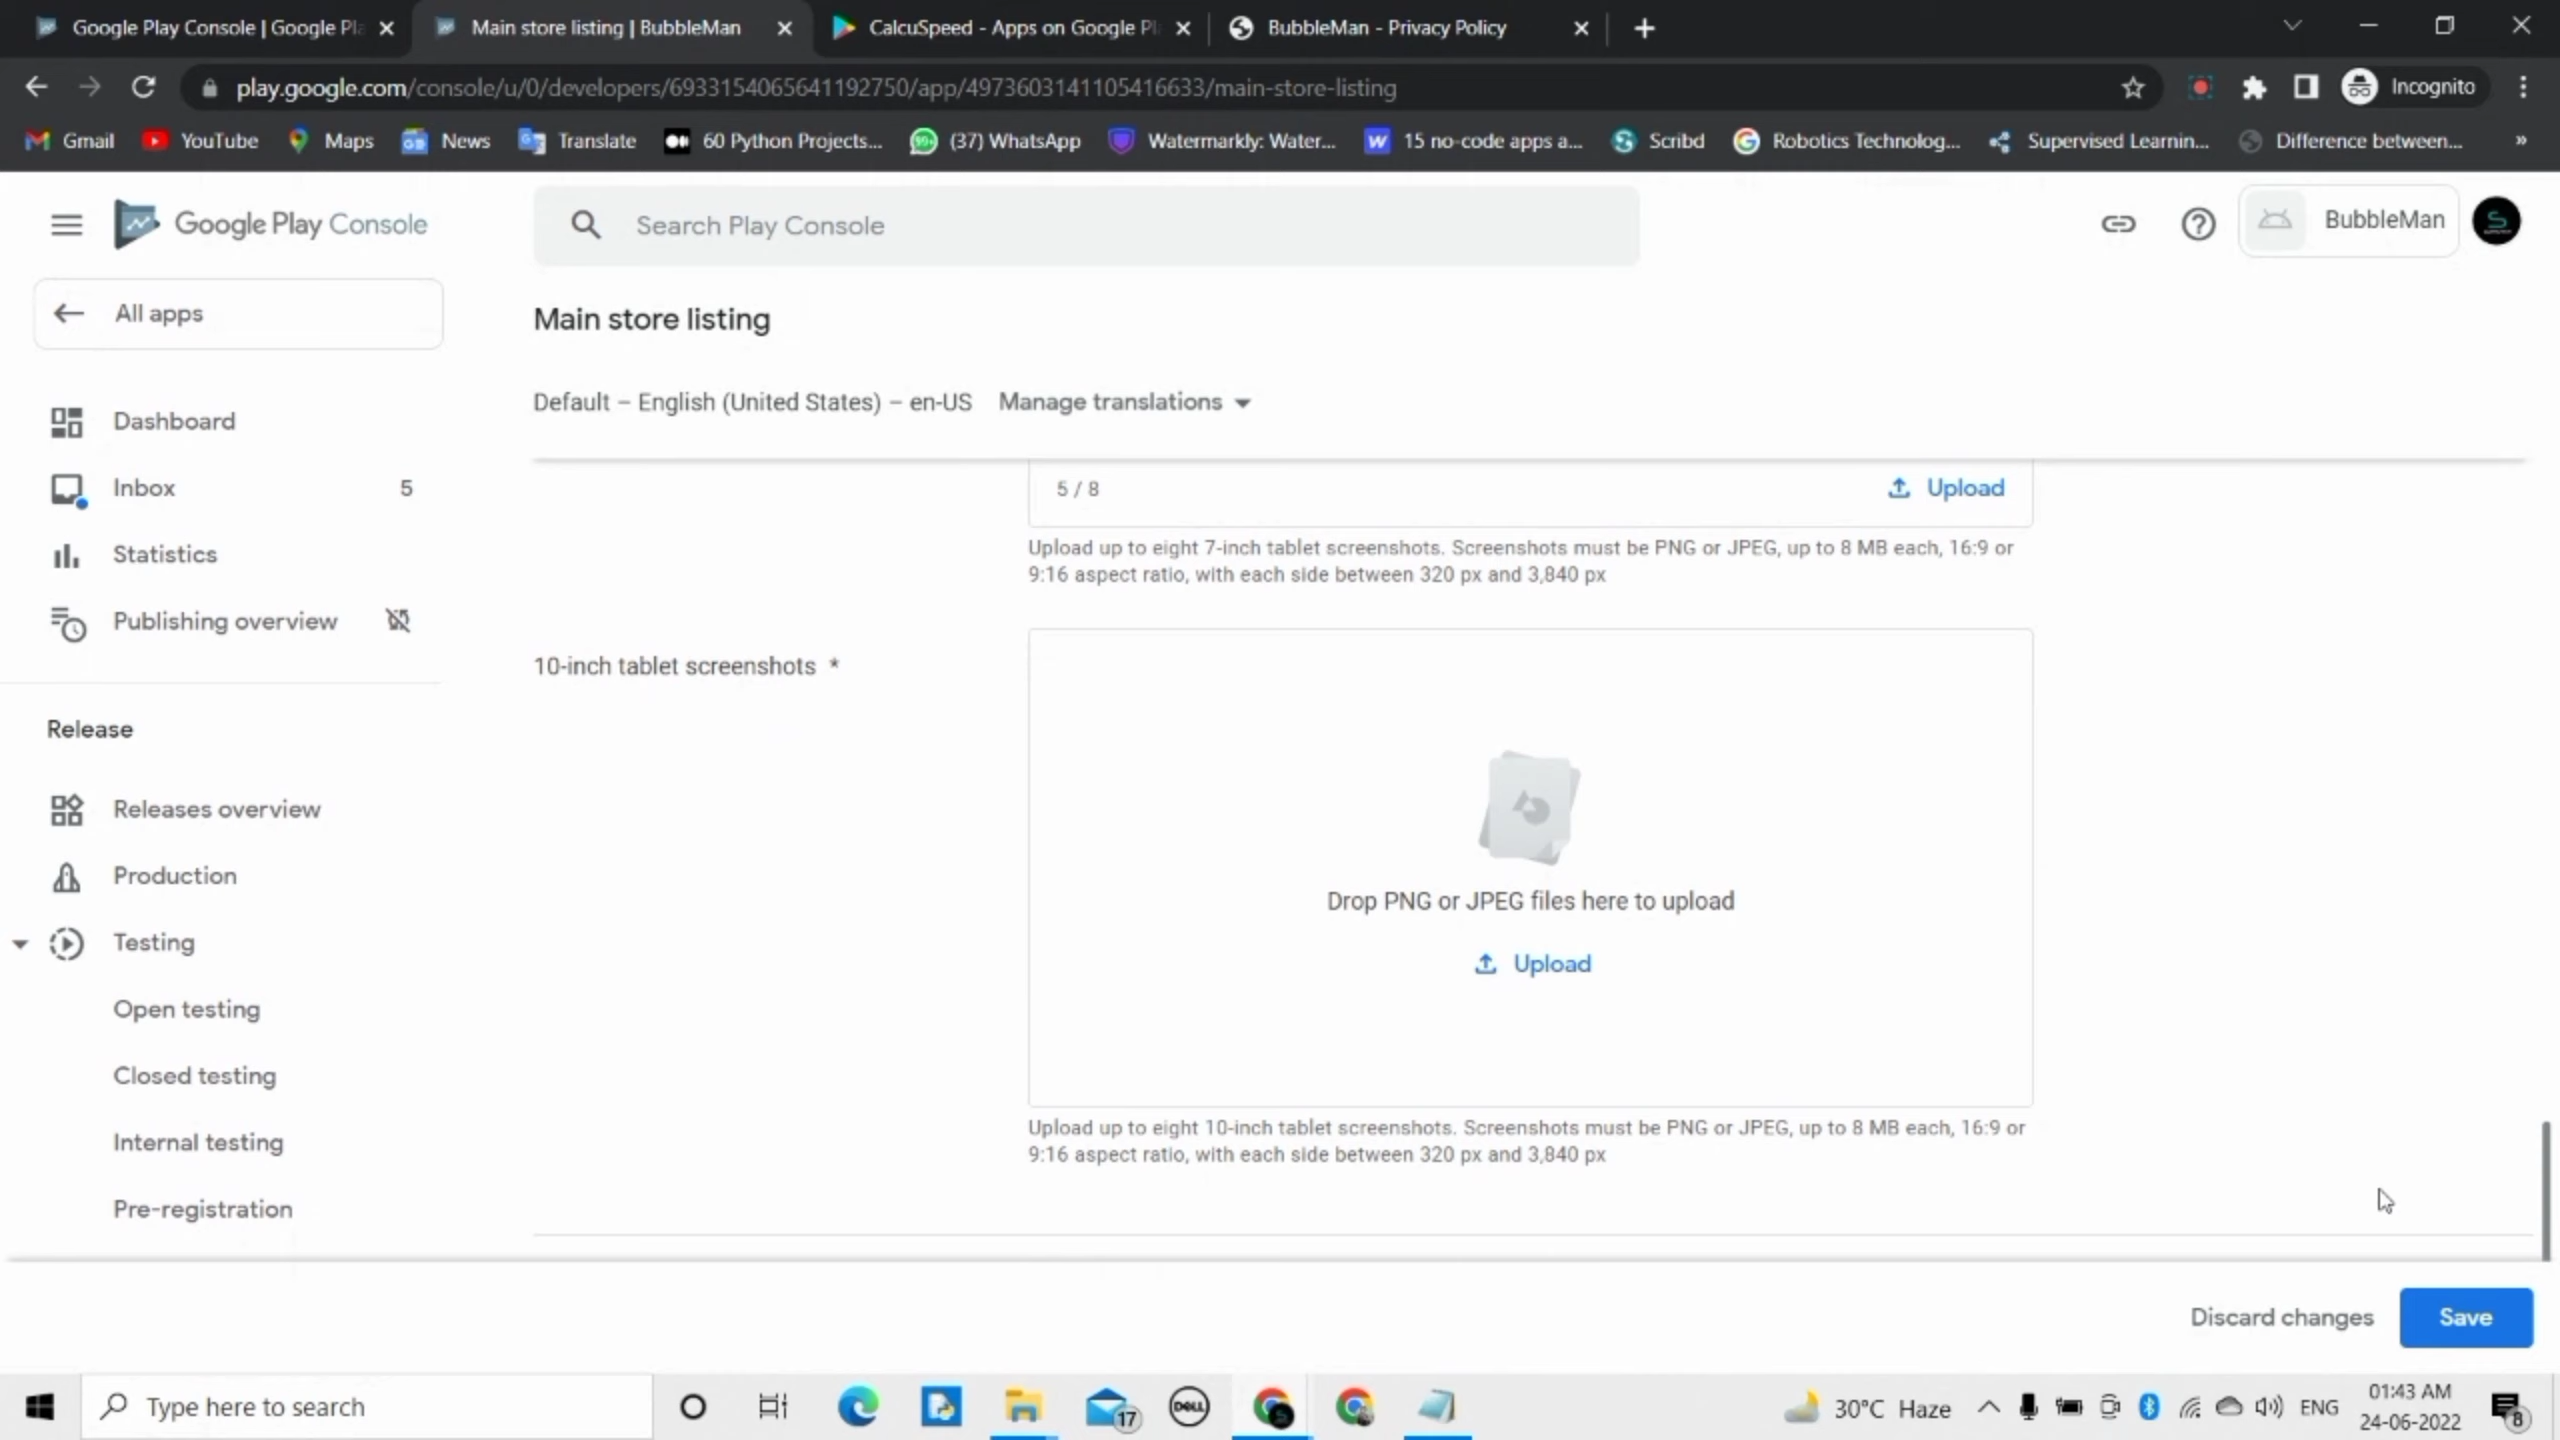 Google Play Console | Google Pla
Main store listing | BubbleMan
CalcuSpeed - Apps on Google Pl
BubbleMan - Privacy Policy
play.google.com/console/u/0/developers/6933154065641192750/app/4973603141105416633/main-store-listing
Incognito
Gmail
YouTube
Maps
News
Translate
60 Python Projects...
(37) WhatsApp
Watermarkly: Water...
15 no-code apps a...
Scribd
Robotics Technolog...
Supervised Learnin...
Difference between...
»
Google Play Console
Search Play Console
BubbleMan
All apps
Main store listing
Default – English (United States) – en-US
Manage translations
Dashboard
Inbox
5
Statistics
Publishing overview
Release
Releases overview
Production
Testing
Open testing
Closed testing
Internal testing
Pre-registration
5 / 8
Upload
Upload up to eight 7-inch tablet screenshots. Screenshots must be PNG or JPEG, up to 8 MB each, 16:9 or
9:16 aspect ratio, with each side between 320 px and 3,840 px
10-inch tablet screenshots *
Drop PNG or JPEG files here to upload
Upload
Upload up to eight 10-inch tablet screenshots. Screenshots must be PNG or JPEG, up to 8 MB each, 16:9 or
9:16 aspect ratio, with each side between 320 px and 3,840 px
Discard changes
Save
Type here to search
17
DELL
30°C Haze
ENG
01:43 AM
24-06-2022
8